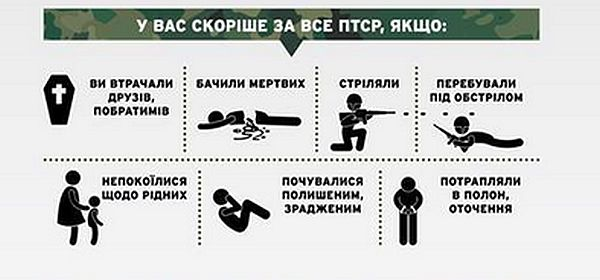 У ВАС СКОРІШЕ ЗА ВСЕ ПТСР, ЯКЩО:
ВИ ВТРАЧАЛИ
ДРУЗІВ,
ПОБРАТИМІВ
БАЧИЛИ МЕРТВИХ
СТРІЛЯЛИ
ПЕРЕБУВАЛИ
ПІД ОБСТРІЛОМ
НЕПОКОЇЛИСЯ
ЩОДО РІДНИХ
ПОЧУВАЛИСЯ
ПОЛИШЕНИМ,
ЗРАДЖЕНИМ
ПОТРАПЛЯЛИ
В ПОЛОН,
ОТОЧЕННЯ